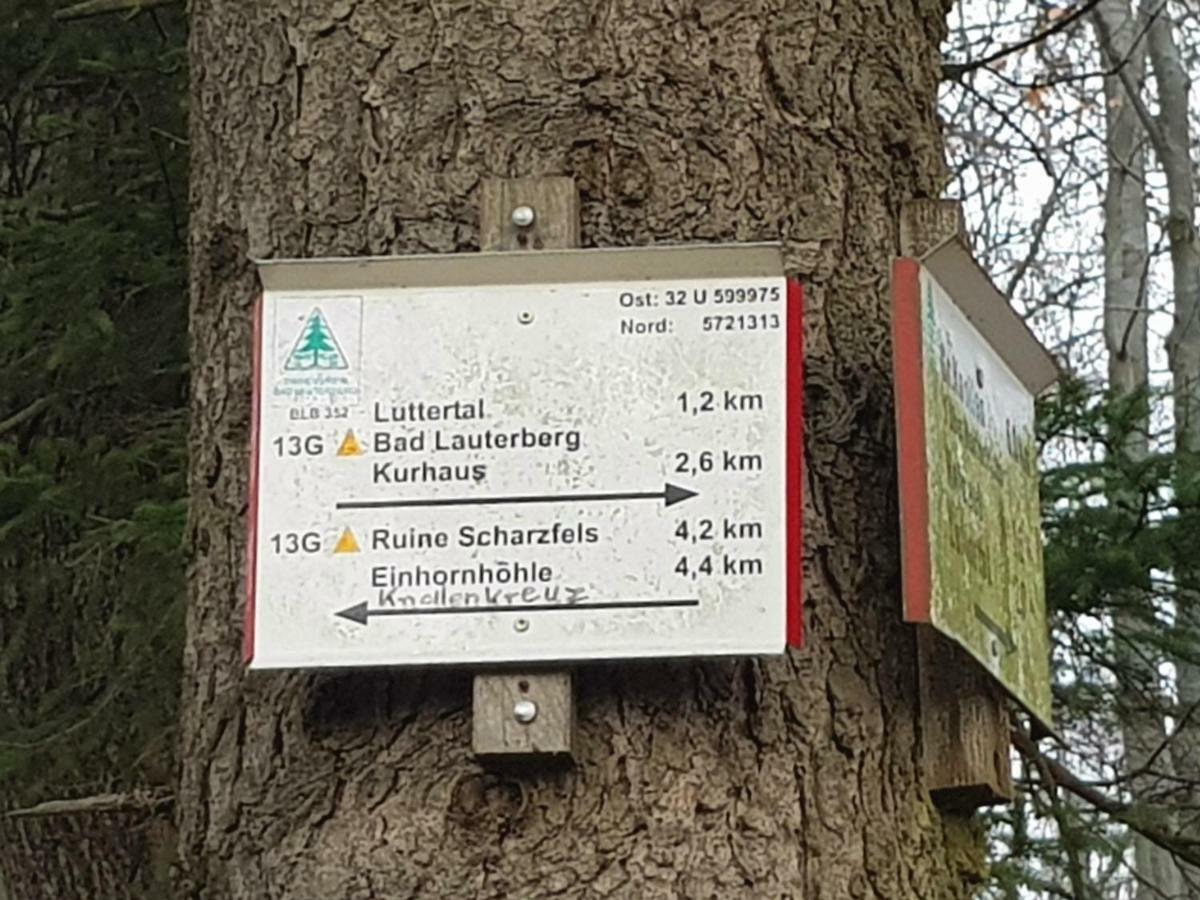 Ost: 32 U 599975
Nord: 5721313
BLB 352
Luttertal 1,2 km
13G Bad Lauterberg
Kurhaus 2,6 km
13G Ruine Scharzfels 4,2 km
Einhornhöhle 4,4 km
Knollenkreuz